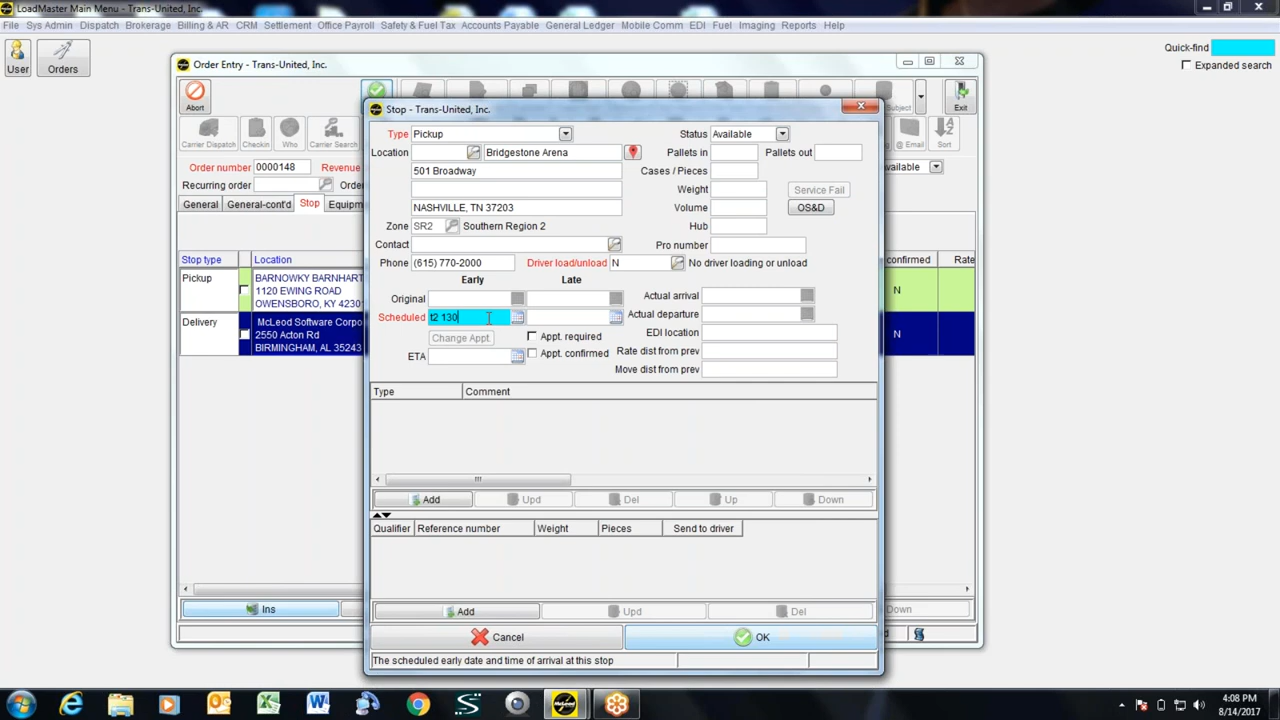 LoadMaster Main Menu - Trans-United, Inc.
File Sys Admin Dispatch Brokerage Billing & AR CRM Settlement Office Payroll Safety & Fuel Tax Accounts Payable General Ledger Mobile Comm EDI Fuel Imaging Reports Help
User Orders
Quick-find
Expanded search
Order Entry - Trans-United, Inc.
Abort
Subject
Exit
Carrier Dispatch Checkin Who Carrier Search
@ Email Sort
Order number 0000148 Revenue
vailable
Recurring order Orde
General General-cont'd Stop Equipm
Stop type Location
confirmed Rate
Pickup BARNOWKY BARNHART
1120 EWING ROAD
OWENSBORO, KY 4230
N
Delivery McLeod Software Corpo
2550 Acton Rd
BIRMINGHAM, AL 35243
N
Ins
Down
d
Stop - Trans-United, Inc.
Type Pickup
Status Available
Location Bridgestone Arena
Pallets in Pallets out
501 Broadway
Cases / Pieces
Weight Service Fail
NASHVILLE, TN 37203
Volume OS&D
Zone SR2 Southern Region 2
Hub
Contact
Pro number
Phone (615) 770-2000 Driver load/unload N No driver loading or unload
Early Late
Original
Actual arrival
Scheduled t2 130
Actual departure
Change Appt. Appt. required
EDI location
ETA Appt. confirmed
Rate dist from prev
Move dist from prev
Type Comment
Add Upd Del Up Down
Qualifier Reference number Weight Pieces Send to driver
Add Upd Del
Cancel OK
The scheduled early date and time of arrival at this stop
4:08 PM
8/14/2017